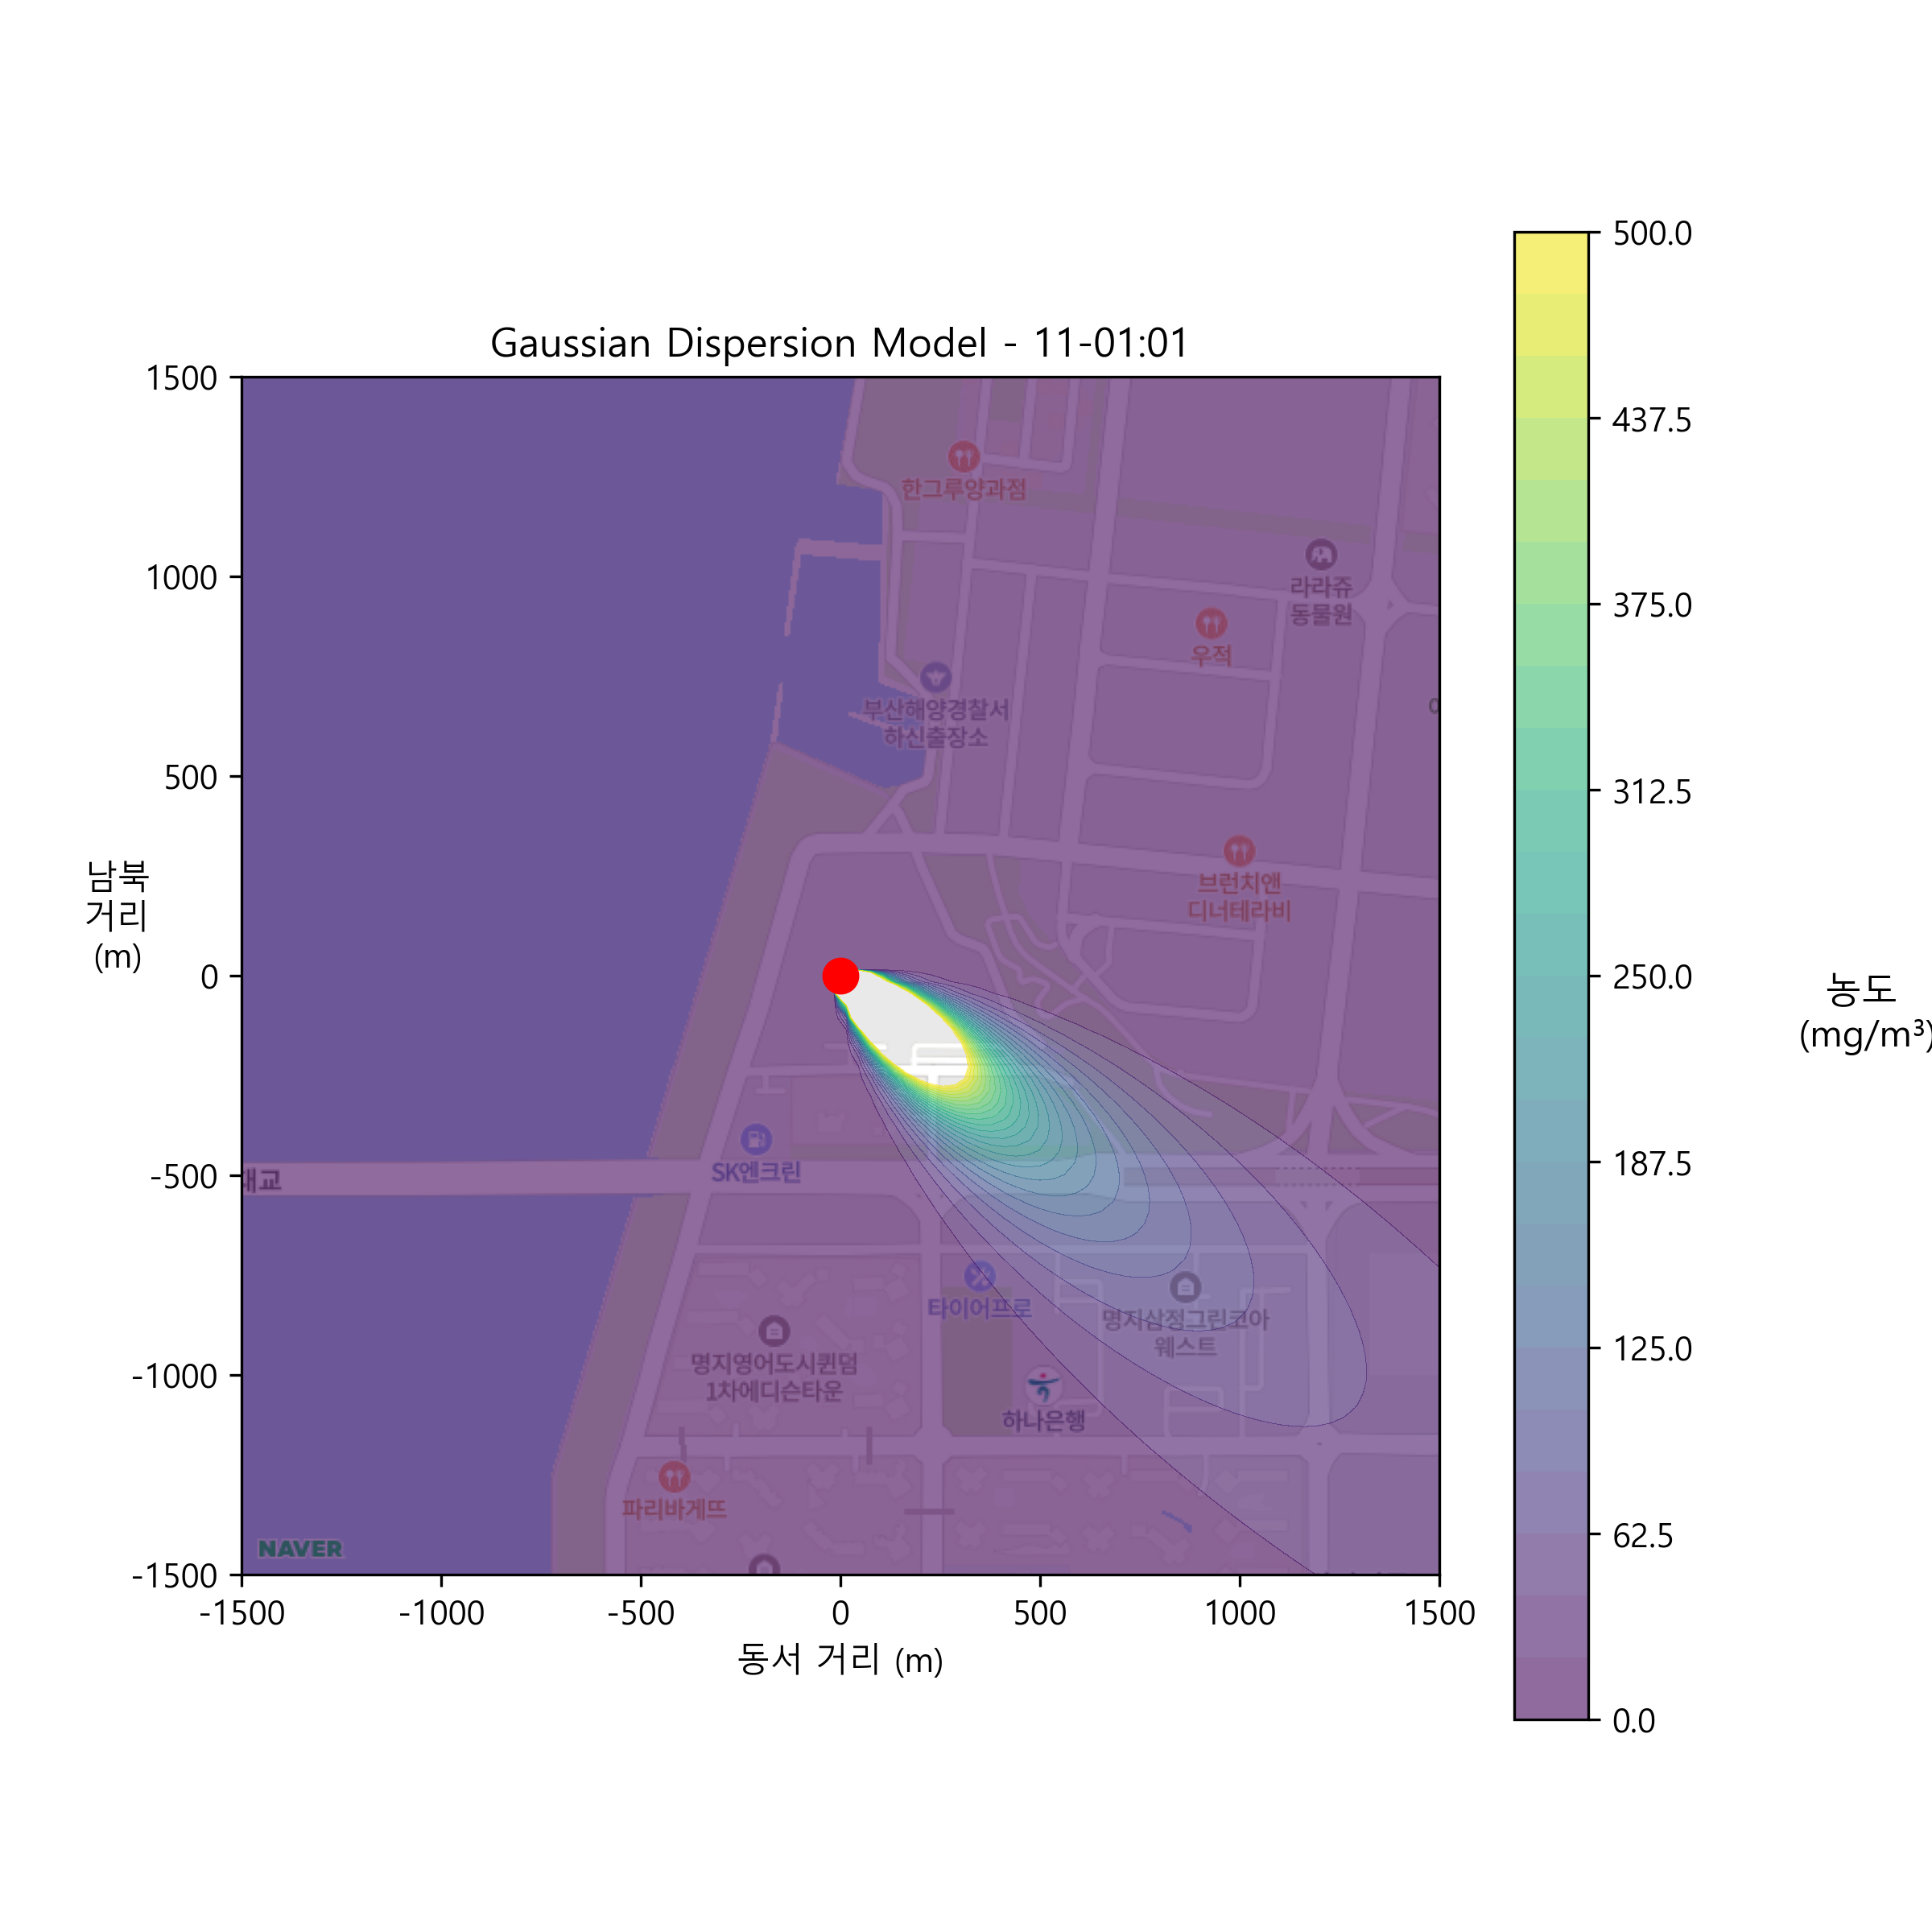 Gaussian Dispersion Model - 11-01:01
1500
1000
500
0
-500
-1000
-1500
남북
거리
(m)
한그루양과점
라라쥬
동물원
우적
부산해양경찰서
하신출장소
브런치앤
디너테라비
대교
SK엔크린
타이어프로
명지삼정그린코아
웨스트
명지영어도시퀸덤
1차에디슨타운
하나은행
파리바게뜨
NAVER
-1500
-1000
-500
0
500
1000
1500
동서 거리 (m)
500.0
437.5
375.0
312.5
250.0
187.5
125.0
62.5
0.0
농도
(mg/m³)